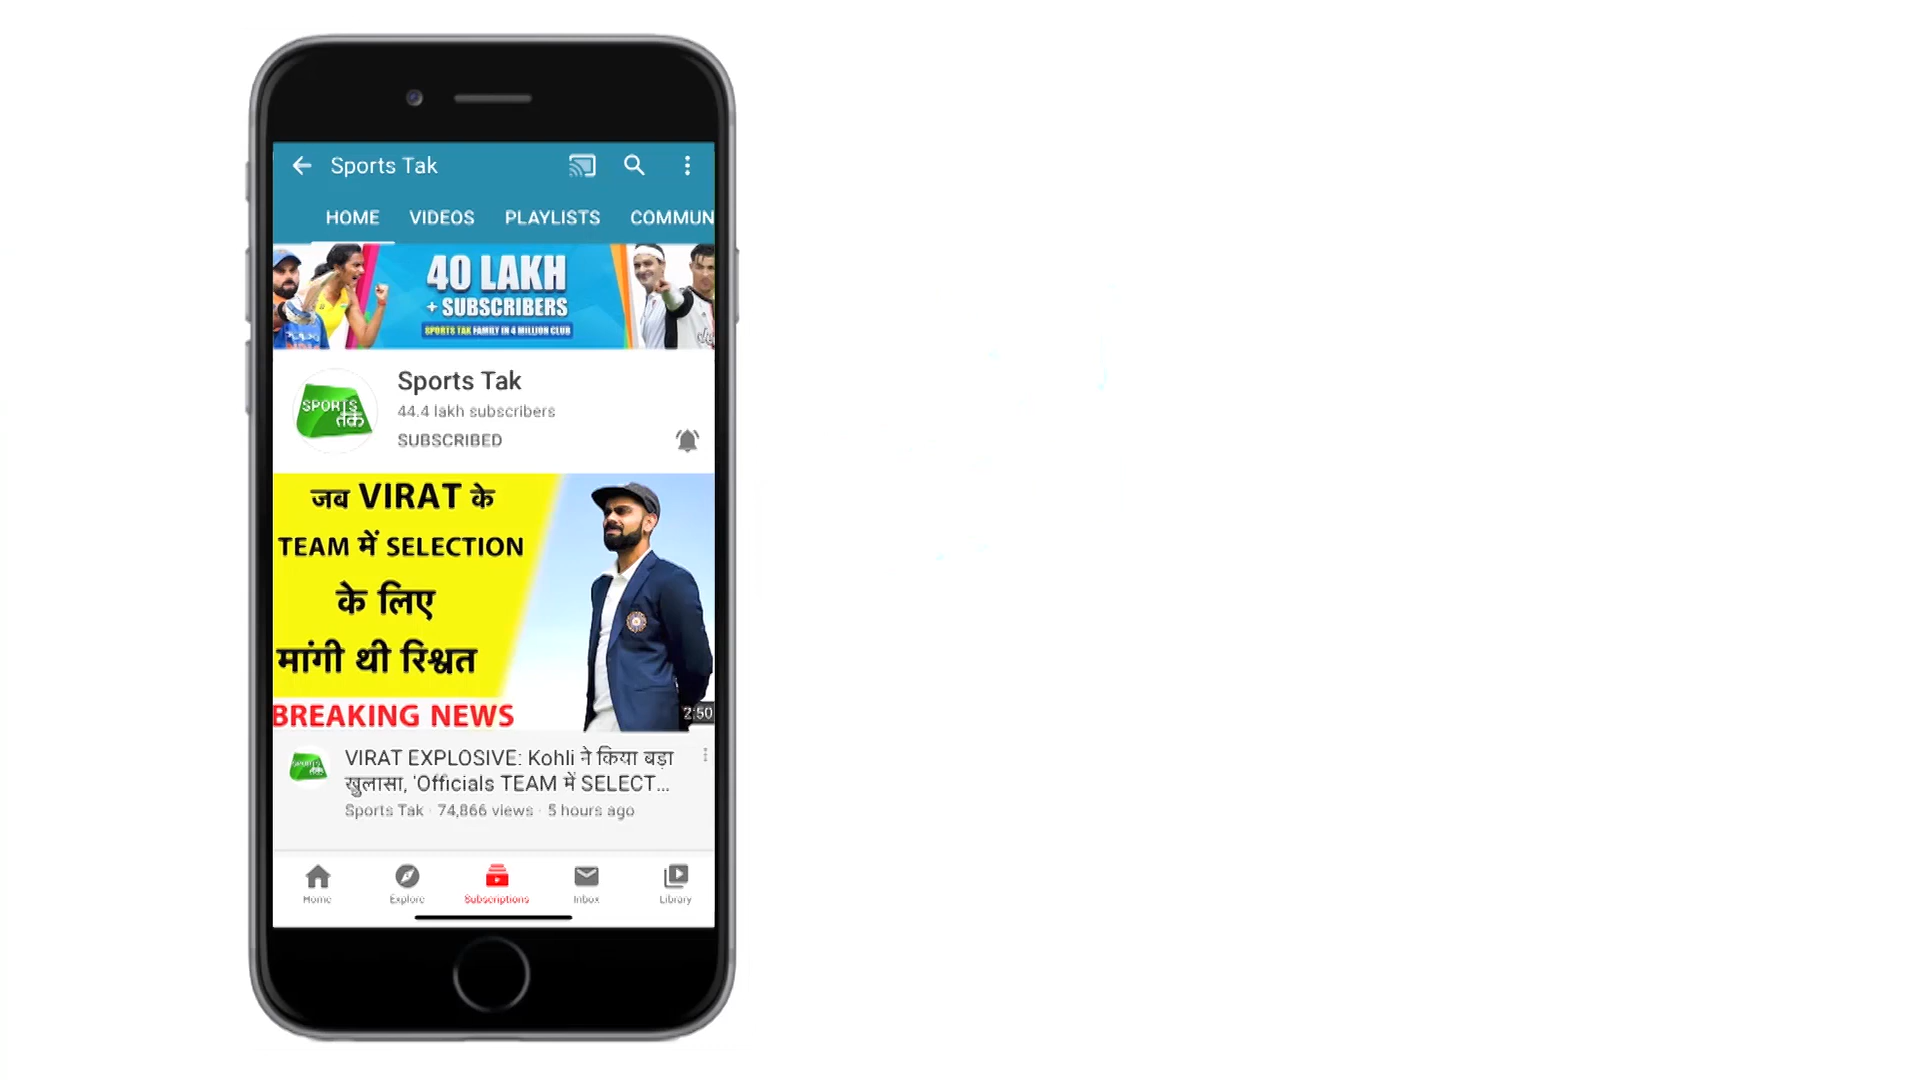 Sports Tak
HOME VIDEOS PLAYLISTS COMMUN
40 LAKH
+ SUBSCRIBERS
SPORTS TAK FAMILY IN 4 MILLION CLUB
SPORTS
तक
Sports Tak
44.4 lakh subscribers
SUBSCRIBED
जब VIRAT के
TEAM में SELECTION
के लिए
मांगी थी रिश्वत
BREAKING NEWS
2:50
SPORTS
तक
VIRAT EXPLOSIVE: Kohli ने किया बड़ा
खुलासा, 'Officials TEAM में SELECT...
Sports Tak · 74,866 views · 5 hours ago
Home Explore Subscriptions Inbox Library